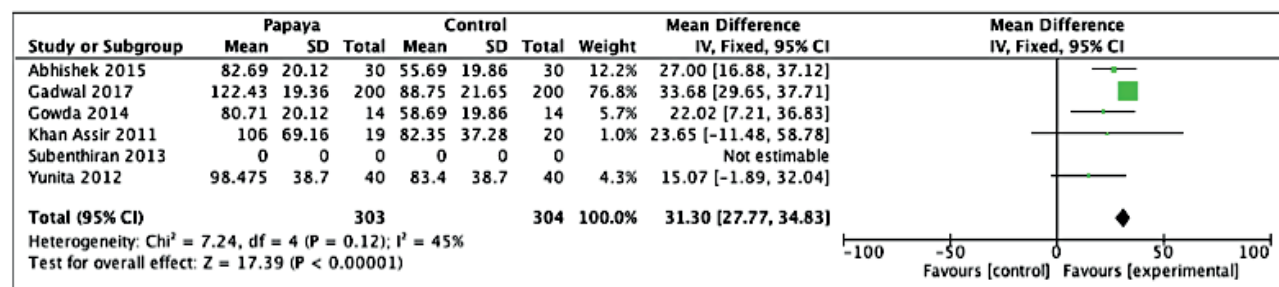 Papaya Control Mean Difference Mean Difference
Study or Subgroup Mean SD Total Mean SD Total Weight IV, Fixed, 95% CI IV, Fixed, 95% CI
Abhishek 2015 82.69 20.12 30 55.69 19.86 30 12.2% 27.00 [16.88, 37.12]
Gadwal 2017 122.43 19.36 200 88.75 21.65 200 76.8% 33.68 [29.65, 37.71]
Gowda 2014 80.71 20.12 14 58.69 19.86 14 5.7% 22.02 [7.21, 36.83]
Khan Assir 2011 106 69.16 19 82.35 37.28 20 1.0% 23.65 [-11.48, 58.78]
Subenthiran 2013 0 0 0 0 0 0 Not estimable
Yunita 2012 98.475 38.7 40 83.4 38.7 40 4.3% 15.07 [-1.89, 32.04]
Total (95% CI) 303 304 100.0% 31.30 [27.77, 34.83]
Heterogeneity: Chi² = 7.24, df = 4 (P = 0.12); I² = 45%
Test for overall effect: Z = 17.39 (P < 0.00001)
-100 -50 0 50 100
Favours [control] Favours [experimental]